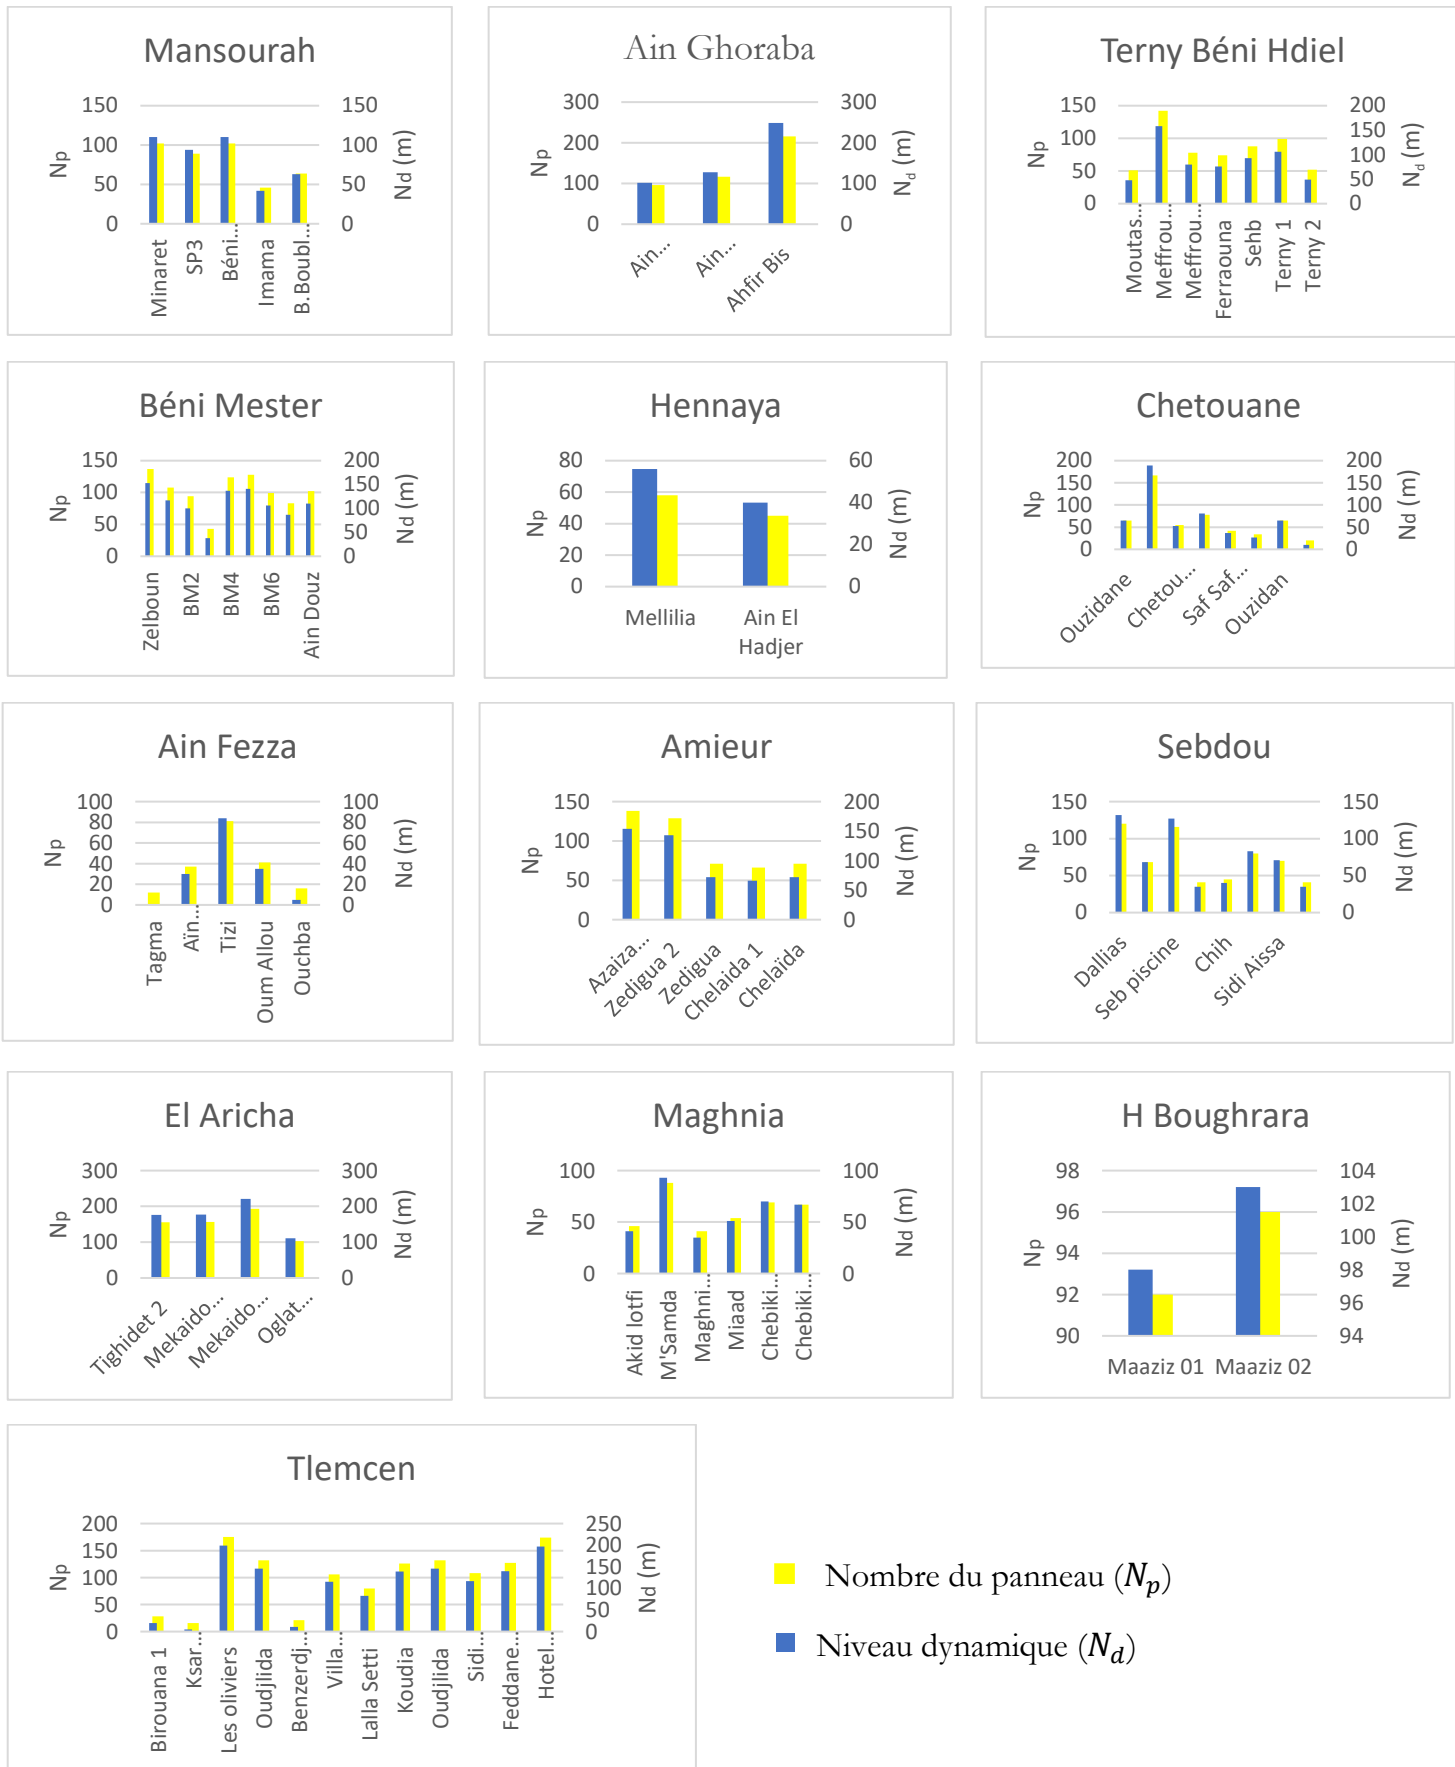 Mansourah
150
100
50
0
Np
150
100
50
0
Nd (m)
Minaret
SP3
Béni...
Imama
B.Boubl...
Ain Ghoraba
300
200
100
0
Np
300
200
100
0
Nd (m)
Ain...
Ain...
Ahfir Bis
Terny Béni Hdiel
150
100
50
0
Np
200
150
100
50
0
Nd (m)
Moutas...
Meffrou...
Meffrou...
Ferraouna
Sehb
Terny 1
Terny 2
Béni Mester
150
100
50
0
Np
200
150
100
50
0
Nd (m)
Zelboun
BM2
BM4
BM6
Ain Douz
Hennaya
80
60
40
20
0
Np
60
40
20
0
Nd (m)
Mellilia
Ain El
Hadjer
Chetouane
200
150
100
50
0
Np
200
150
100
50
0
Nd (m)
Ouzidane
Chetou...
Saf Saf...
Ouzidan
Ain Fezza
100
80
60
40
20
0
Np
100
80
60
40
20
0
Nd (m)
Tagma
Aïn...
Tizi
Oum Allou
Ouchba
Amieur
150
100
50
0
Np
200
150
100
50
0
Nd (m)
Azaiza...
Zedigua 2
Zedigua
Chelaida 1
Chelaïda
Sebdou
150
100
50
0
Np
150
100
50
0
Nd (m)
Dallias
Seb piscine
Chih
Sidi Aissa
El Aricha
300
200
100
0
Np
300
200
100
0
Nd (m)
Tighidet 2
Mekaido...
Mekaido...
Oglat...
Maghnia
100
50
0
Np
100
50
0
Nd (m)
Akid lotfi
M'Samda
Maghni...
Miaad
Chebiki...
Chebiki...
H Boughrara
98
96
94
92
90
Np
104
102
100
98
96
94
Nd (m)
Maaziz 01
Maaziz 02
Tlemcen
200
150
100
50
0
Np
250
200
150
100
50
0
Nd (m)
Birouana 1
Ksar...
Les oliviers
Oudjlida
Benzerdj...
Villa...
Lalla Setti
Koudia
Oudjlida
Sidi...
Feddane...
Hotel...
Nombre du panneau (Np)
Niveau dynamique (Nd)